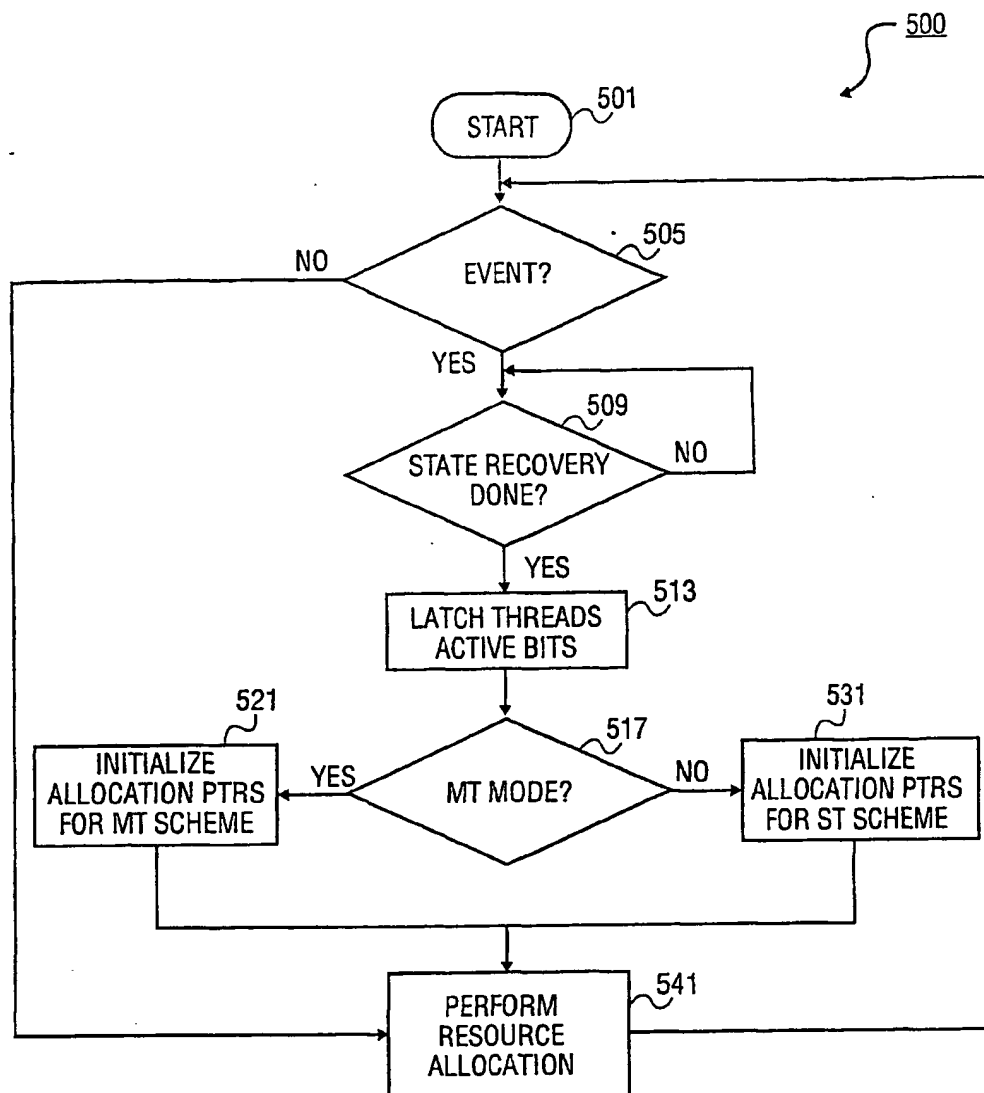 500
START
501
EVENT?
505
NO
YES
STATE RECOVERY
DONE?
509
NO
YES
LATCH THREADS
ACTIVE BITS
513
MT MODE?
517
YES
NO
INITIALIZE
ALLOCATION PTRS
FOR MT SCHEME
521
INITIALIZE
ALLOCATION PTRS
FOR ST SCHEME
531
PERFORM
RESOURCE
ALLOCATION
541